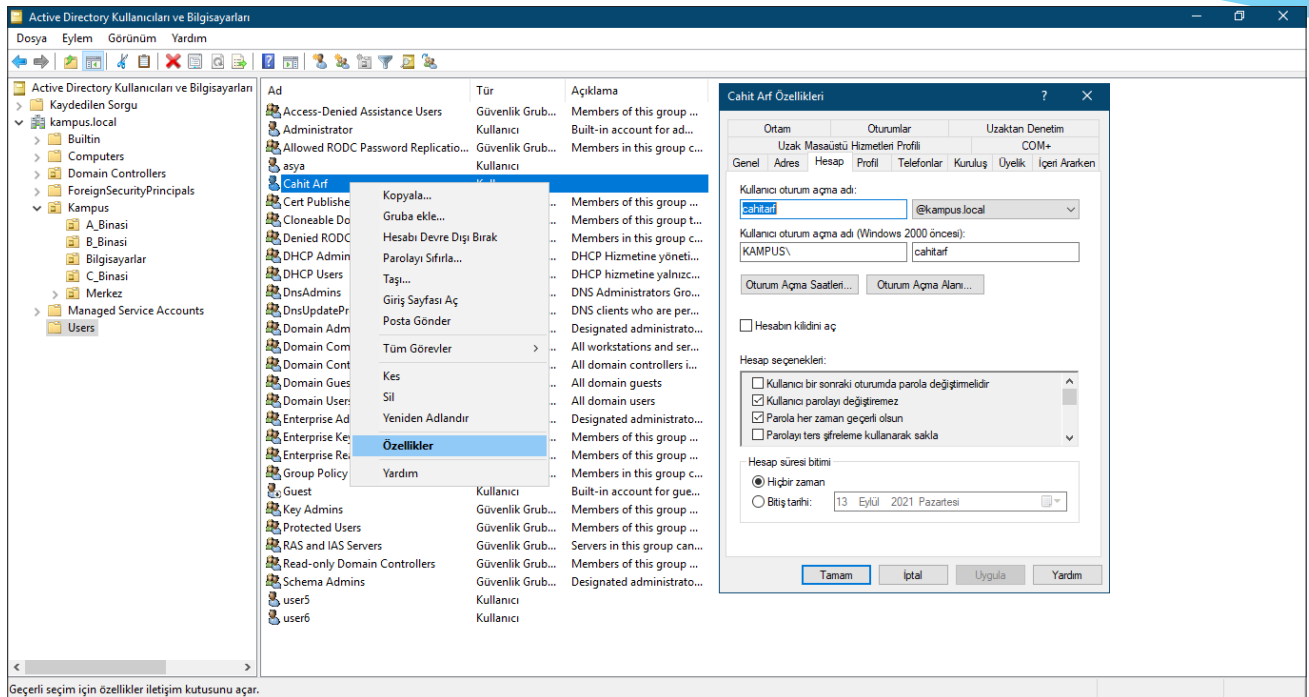 Active Directory Kullanıcıları ve Bilgisayarları
Dosya Eylem Görünüm Yardım
Active Directory Kullanıcıları ve Bilgisayarları
Kaydedilen Sorgu
kampus.local
Builtin
Computers
Domain Controllers
ForeignSecurityPrincipals
Kampus
A_Binasi
B_Binasi
Bilgisayarlar
C_Binasi
Merkez
Managed Service Accounts
Users
Ad Tür Açıklama
Access-Denied Assistance Users Güvenlik Grub... Members of this group ...
Administrator Kullanıcı Built-in account for ad...
Allowed RODC Password Replicatio... Güvenlik Grub... Members in this group c...
asya Kullanıcı
Cahit Arf
Cert Publishe .. Members of this group ...
Cloneable Do .. Members of this group t...
Denied RODC .. Members in this group c...
DHCP Admin .. DHCP Hizmetine yöneti...
DHCP Users .. DHCP hizmetine yalnızc...
DnsAdmins .. DNS Administrators Gro...
DnsUpdatePr .. DNS clients who are per...
Domain Adm .. Designated administrato...
Domain Com .. All workstations and ser...
Domain Cont .. All domain controllers i...
Domain Gues .. All domain guests
Domain User .. All domain users
Enterprise Ad .. Designated administrato...
Enterprise Key .. Members of this group ...
Enterprise Rea .. Members of this group ...
Group Policy .. Members in this group c...
Guest Kullanıcı Built-in account for gue...
Key Admins Güvenlik Grub... Members of this group ...
Protected Users Güvenlik Grub... Members of this group ...
RAS and IAS Servers Güvenlik Grub... Servers in this group can...
Read-only Domain Controllers Güvenlik Grub... Members of this group ...
Schema Admins Güvenlik Grub... Designated administrato...
user5 Kullanıcı
user6 Kullanıcı
Kopyala...
Gruba ekle...
Hesabı Devre Dışı Bırak
Parolayı Sıfırla...
Taşı...
Giriş Sayfası Aç
Posta Gönder
Tüm Görevler
Kes
Sil
Yeniden Adlandır
Özellikler
Yardım
Cahit Arf Özellikleri
Ortam Oturumlar Uzaktan Denetim
Uzak Masaüstü Hizmetleri Profili COM+
Genel Adres Hesap Profil Telefonlar Kuruluş Üyelik İçeri Ararken
Kullanıcı oturum açma adı:
cahitarf @kampus.local
Kullanıcı oturum açma adı (Windows 2000 öncesi):
KAMPUS\ cahitarf
Oturum Açma Saatleri... Oturum Açma Alanı...
Hesabın kilidini aç
Hesap seçenekleri:
Kullanıcı bir sonraki oturumda parola değiştirmelidir
Kullanıcı parolayı değiştiremez
Parola her zaman geçerli olsun
Parolayı ters şifreleme kullanarak sakla
Hesap süresi bitimi
Hiçbir zaman
Bitiş tarihi: 13 Eylül 2021 Pazartesi
Tamam İptal Uygula Yardım
Geçerli seçim için özellikler iletişim kutusunu açar.